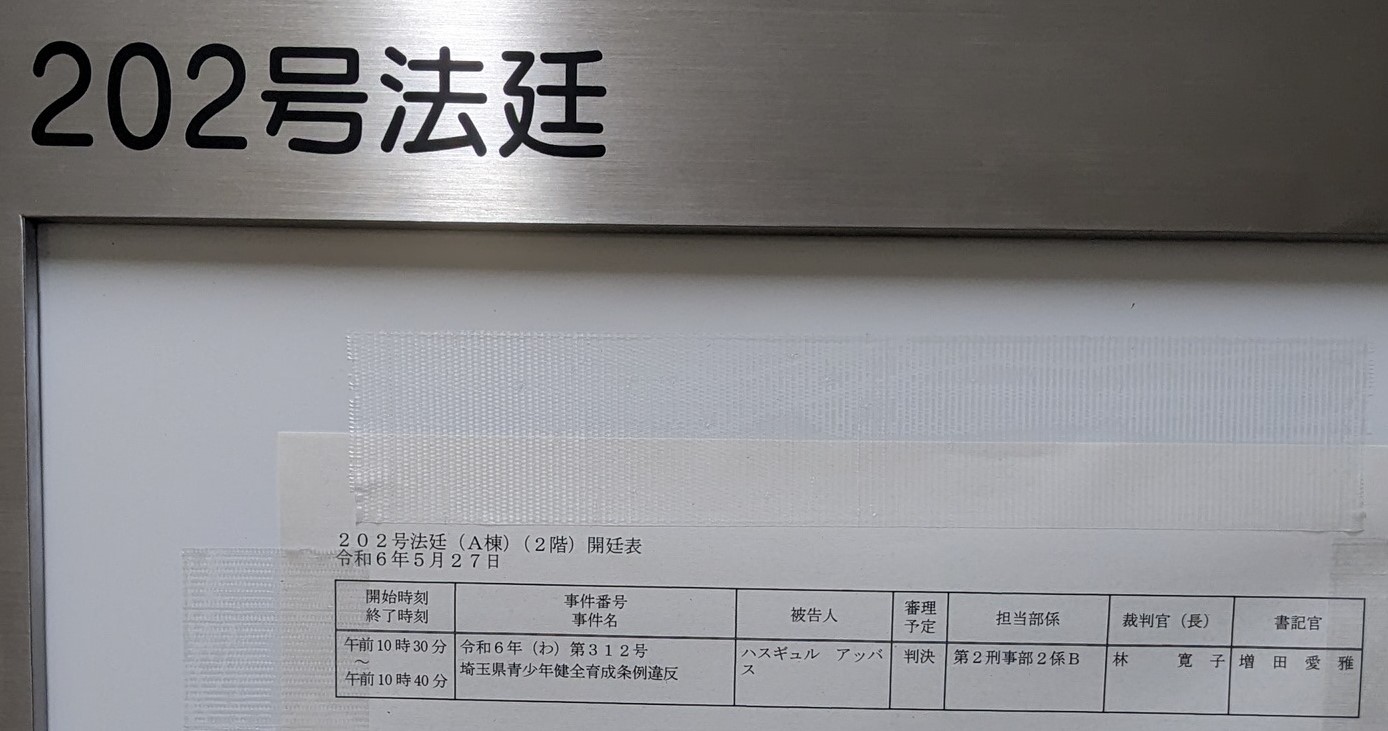 202号法廷
202号法廷（A棟）（2階）開廷表
令和6年5月27日
開始時刻
終了時刻
事件番号
事件名
被告人
審理
予定
担当部係
裁判官（長）
書記官
午前10時30分
～
午前10時40分
令和6年（わ）第312号
埼玉県青少年健全育成条例違反
ハスギュル　アッバ
ス
判決
第2刑事部2係B
林　寛子
増田愛雅